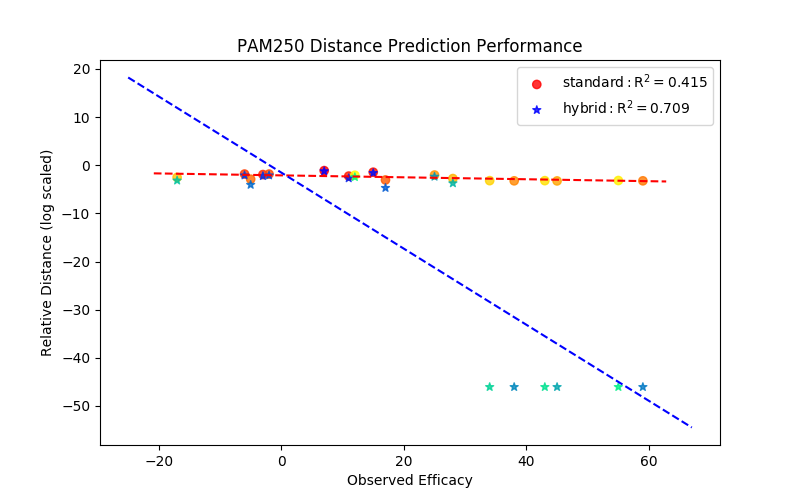 PAM250 Distance Prediction Performance
standard : R² = 0.415
hybrid : R² = 0.709
20
10
0
−10
−20
−30
−40
−50
Relative Distance (log scaled)
−20
0
20
40
60
Observed Efficacy